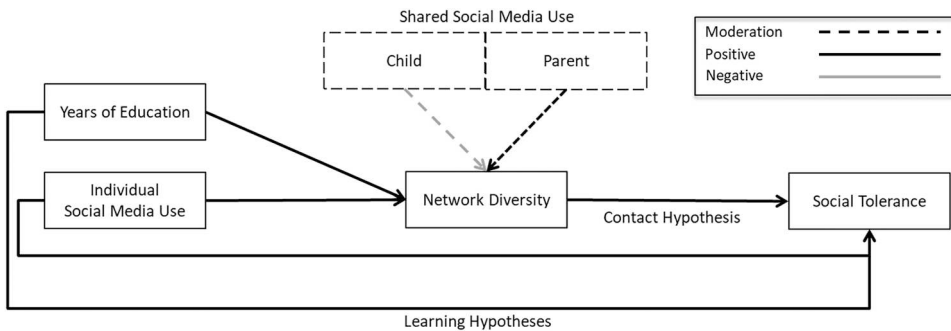 Shared Social Media Use
Child
Parent
Moderation
Positive
Negative
Years of Education
Individual
Social Media Use
Network Diversity
Contact Hypothesis
Social Tolerance
Learning Hypotheses